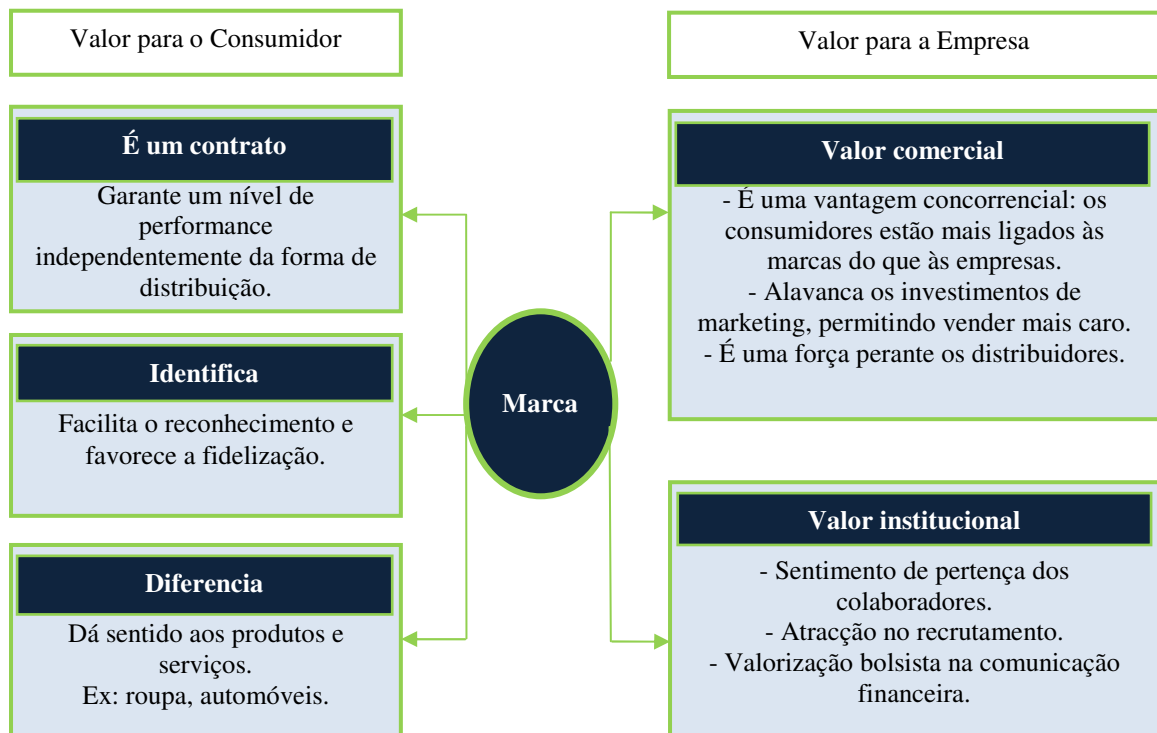 Valor para o Consumidor
É um contrato
Garante um nível de
performance
independentemente da forma de
distribuição.
Identifica
Facilita o reconhecimento e
favorece a fidelização.
Diferencia
Dá sentido aos produtos e
serviços.
Ex: roupa, automóveis.
Marca
Valor para a Empresa
Valor comercial
- É uma vantagem concorrencial: os
consumidores estão mais ligados às
marcas do que às empresas.
- Alavanca os investimentos de
marketing, permitindo vender mais caro.
- É uma força perante os distribuidores.
Valor institucional
- Sentimento de pertença dos
colaboradores.
- Atracção no recrutamento.
- Valorização bolsista na comunicação
financeira.